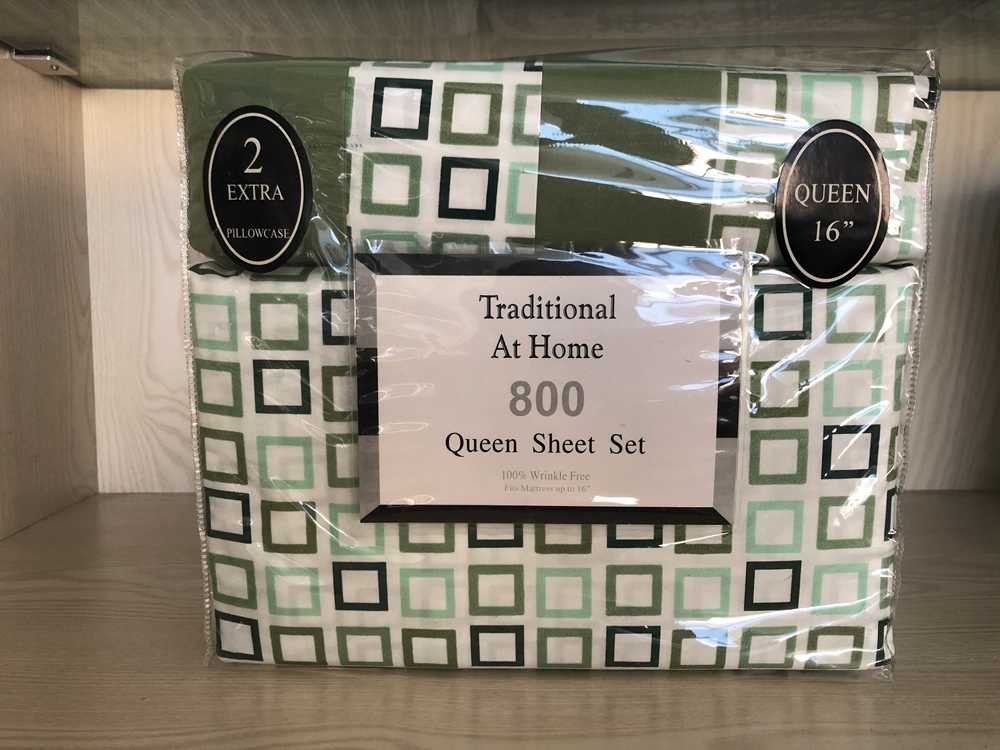 2
EXTRA
PILLOWCASE
QUEEN
16”
Traditional
At Home
800
Queen Sheet Set
100% Wrinkle Free
Fits Mattress up to 16"